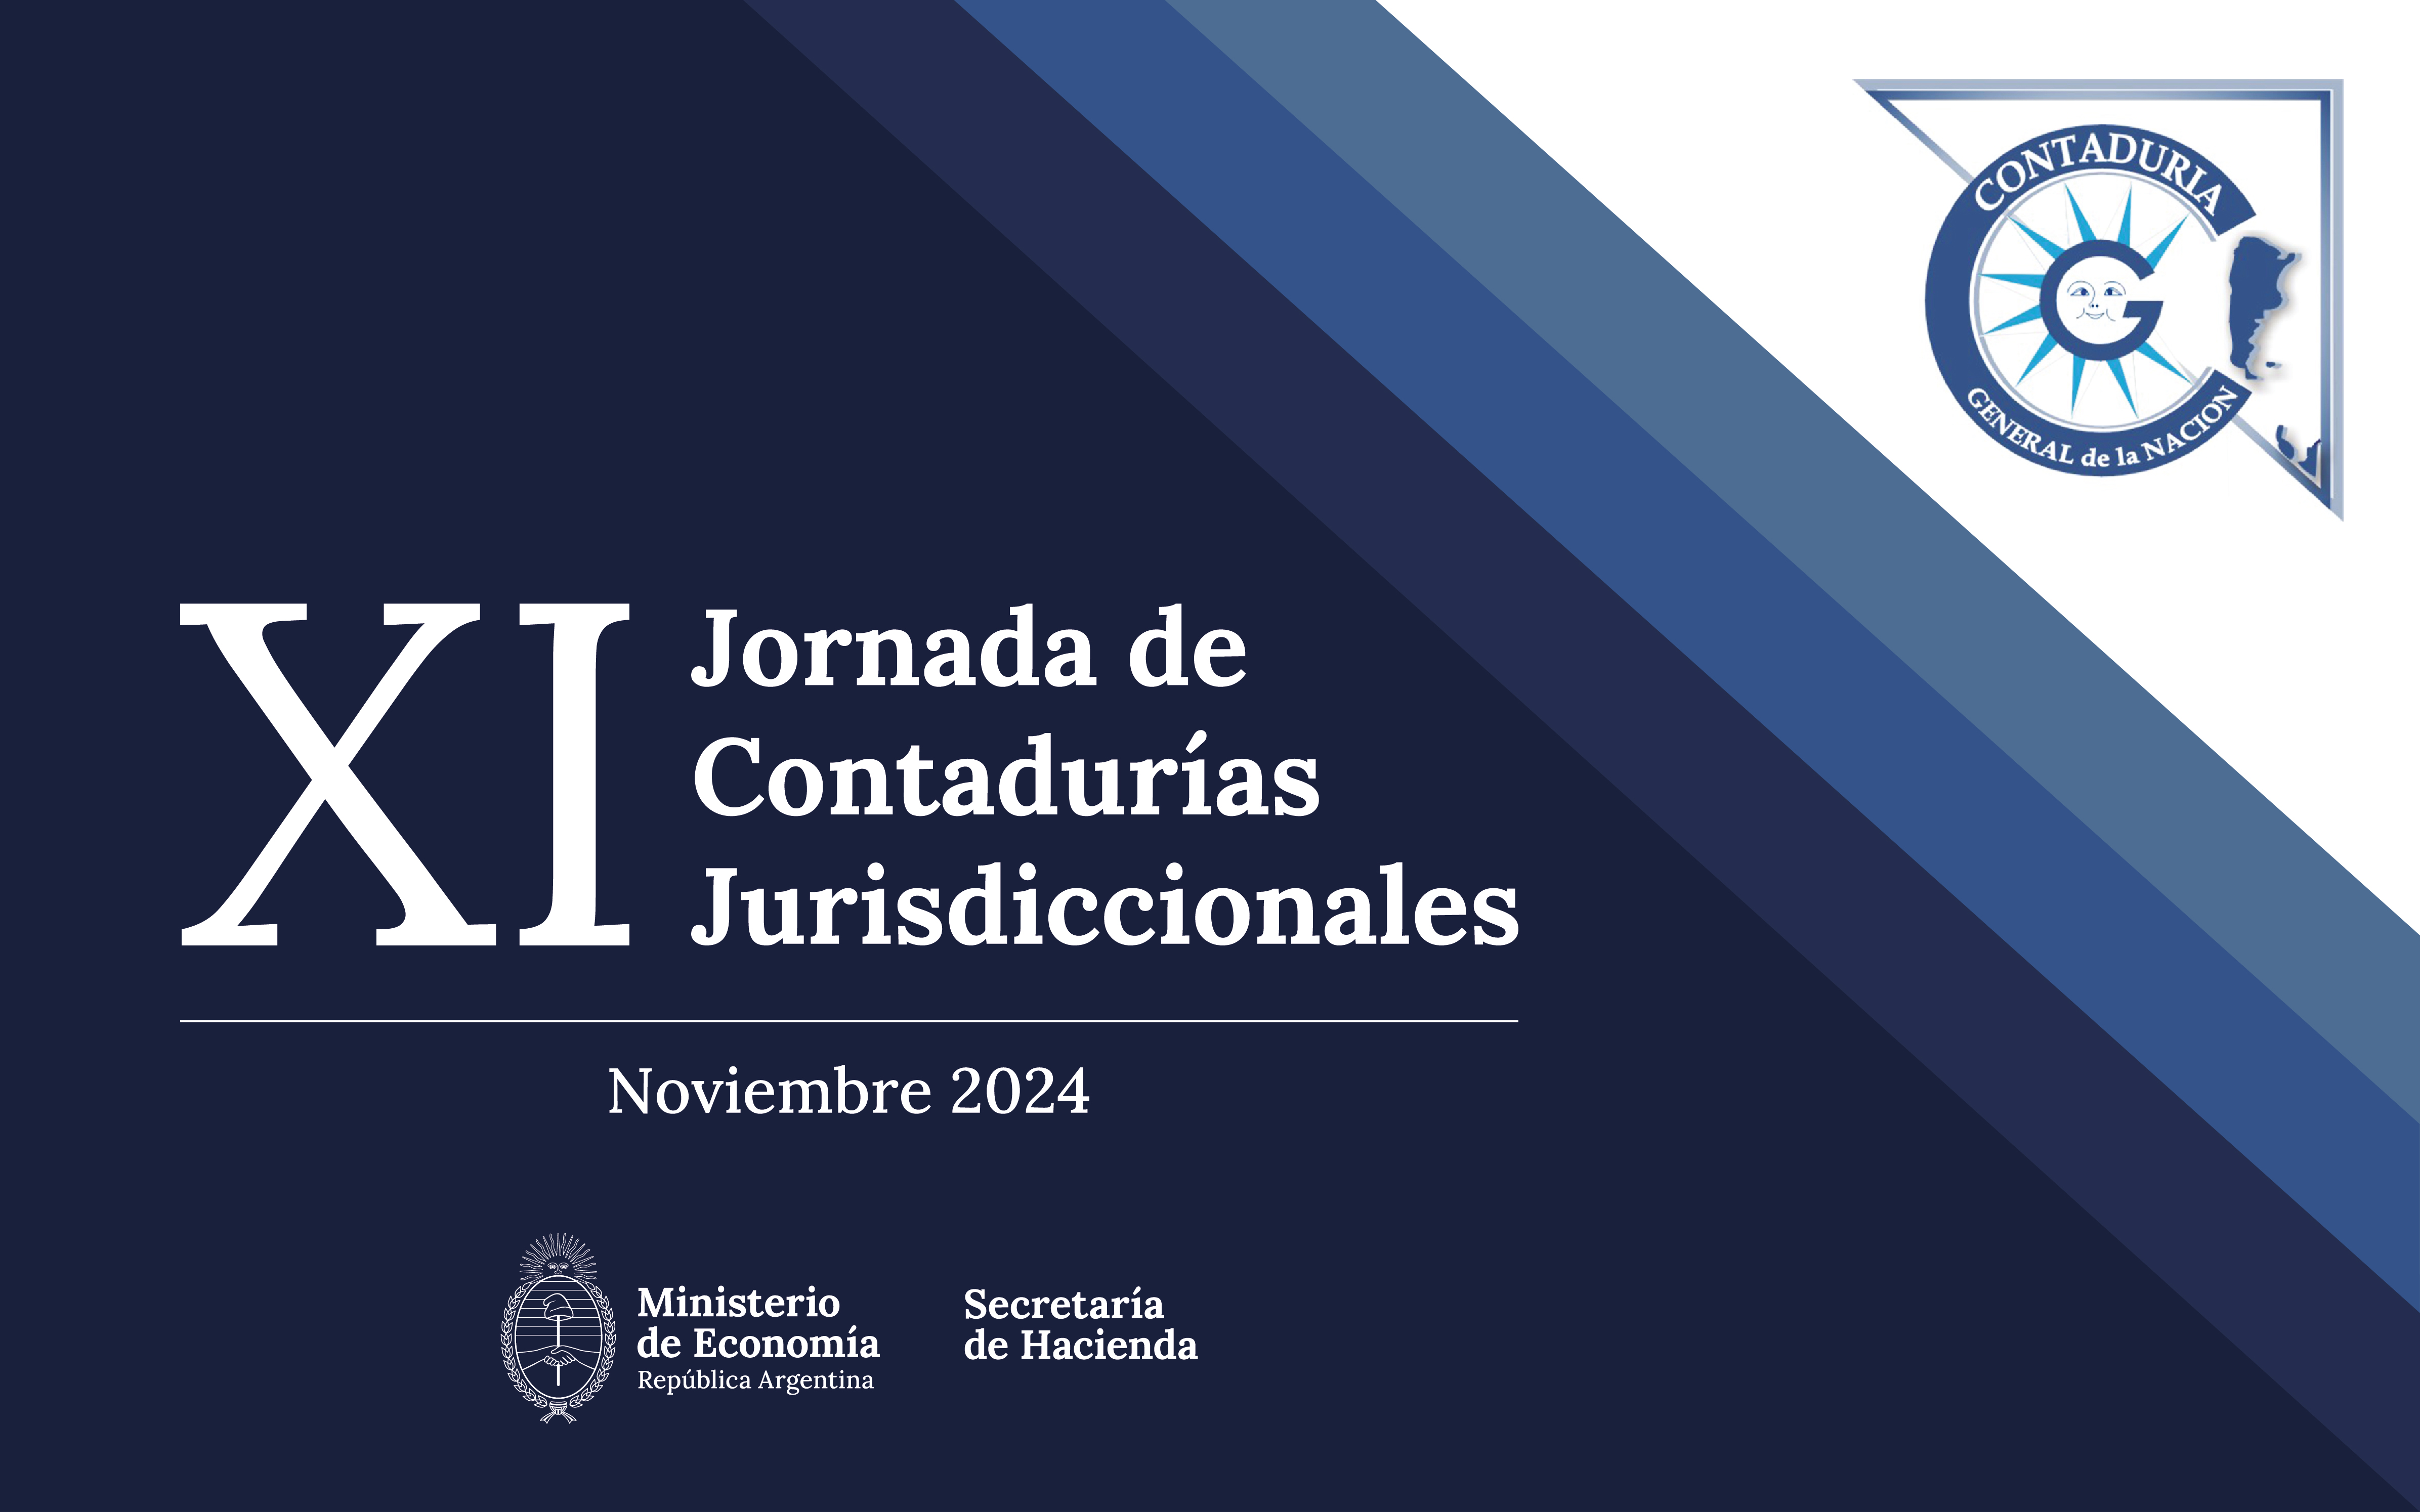 CONTADURIA
GENERAL de la NACION
XI
Jornada de
Contadurías
Jurisdiccionales
Noviembre 2024
Ministerio
de Economía
República Argentina
Secretaría
de Hacienda